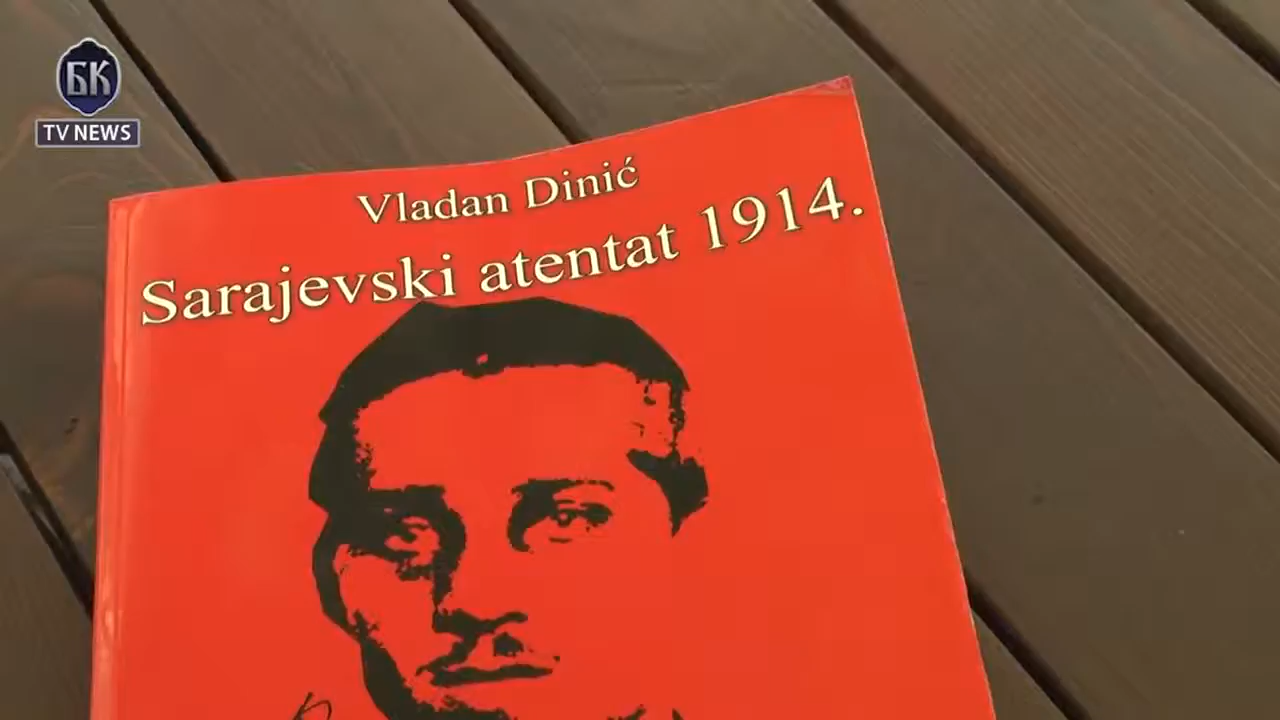 БК
TV NEWS
Vladan Dinić
Sarajevski atentat 1914.